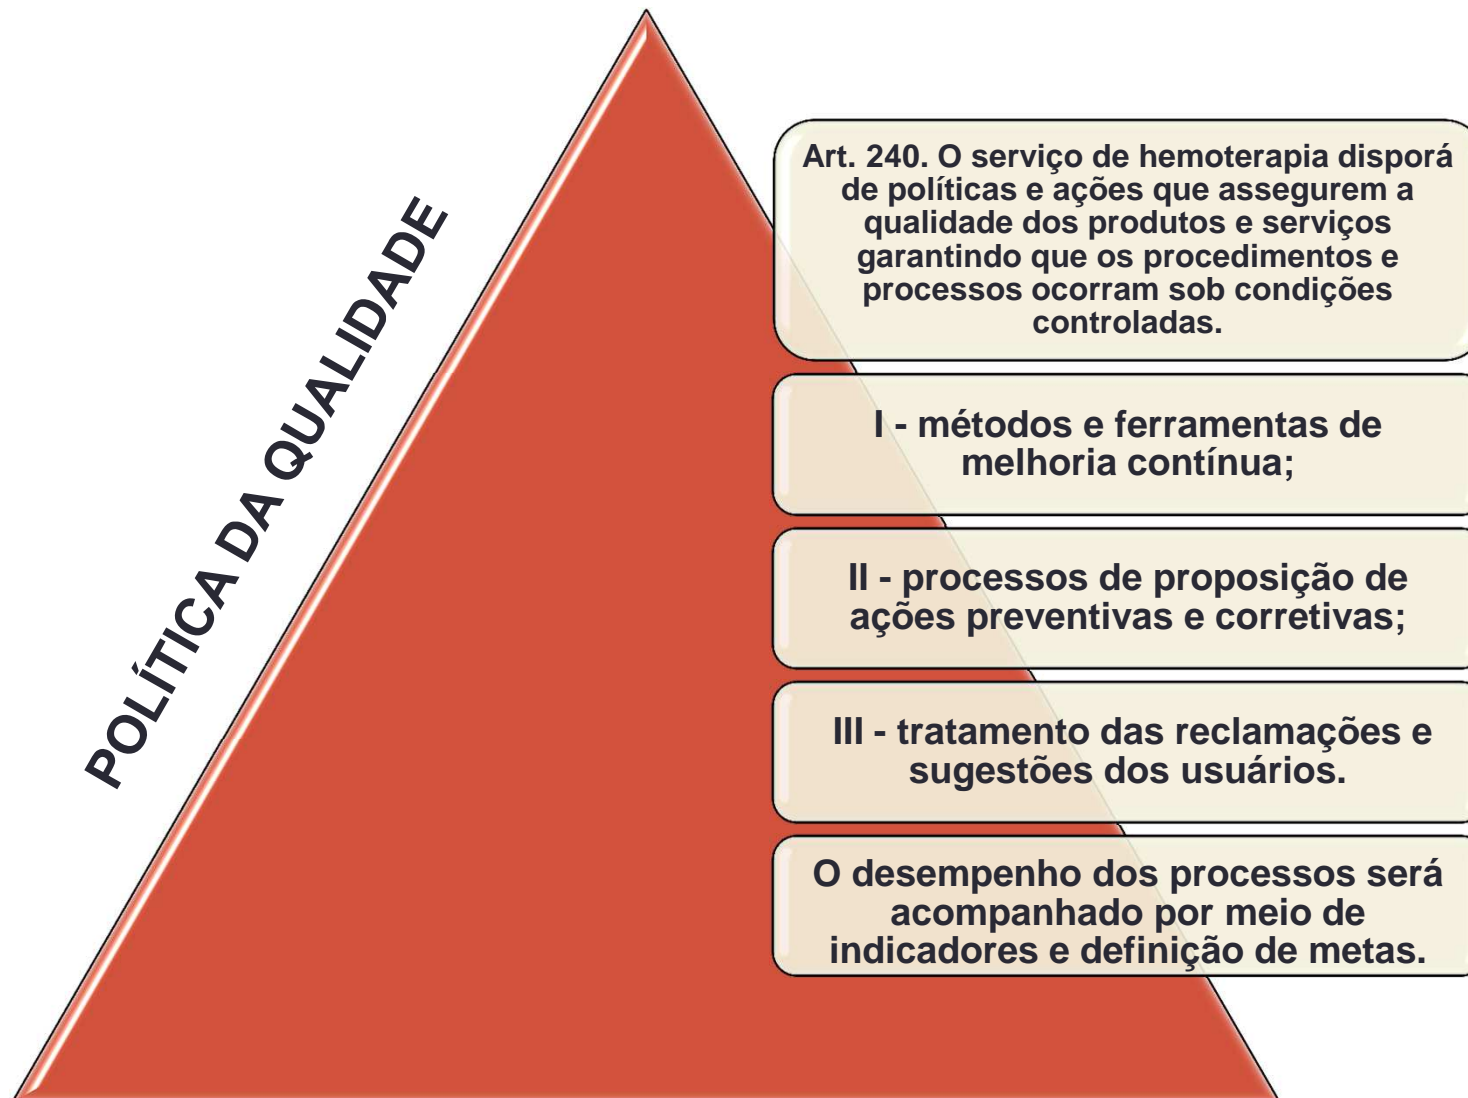 POLÍTICA DA QUALIDADE
Art. 240. O serviço de hemoterapia disporá
de políticas e ações que assegurem a
qualidade dos produtos e serviços
garantindo que os procedimentos e
processos ocorram sob condições
controladas.
I - métodos e ferramentas de
melhoria contínua;
II - processos de proposição de
ações preventivas e corretivas;
III - tratamento das reclamações e
sugestões dos usuários.
O desempenho dos processos será
acompanhado por meio de
indicadores e definição de metas.